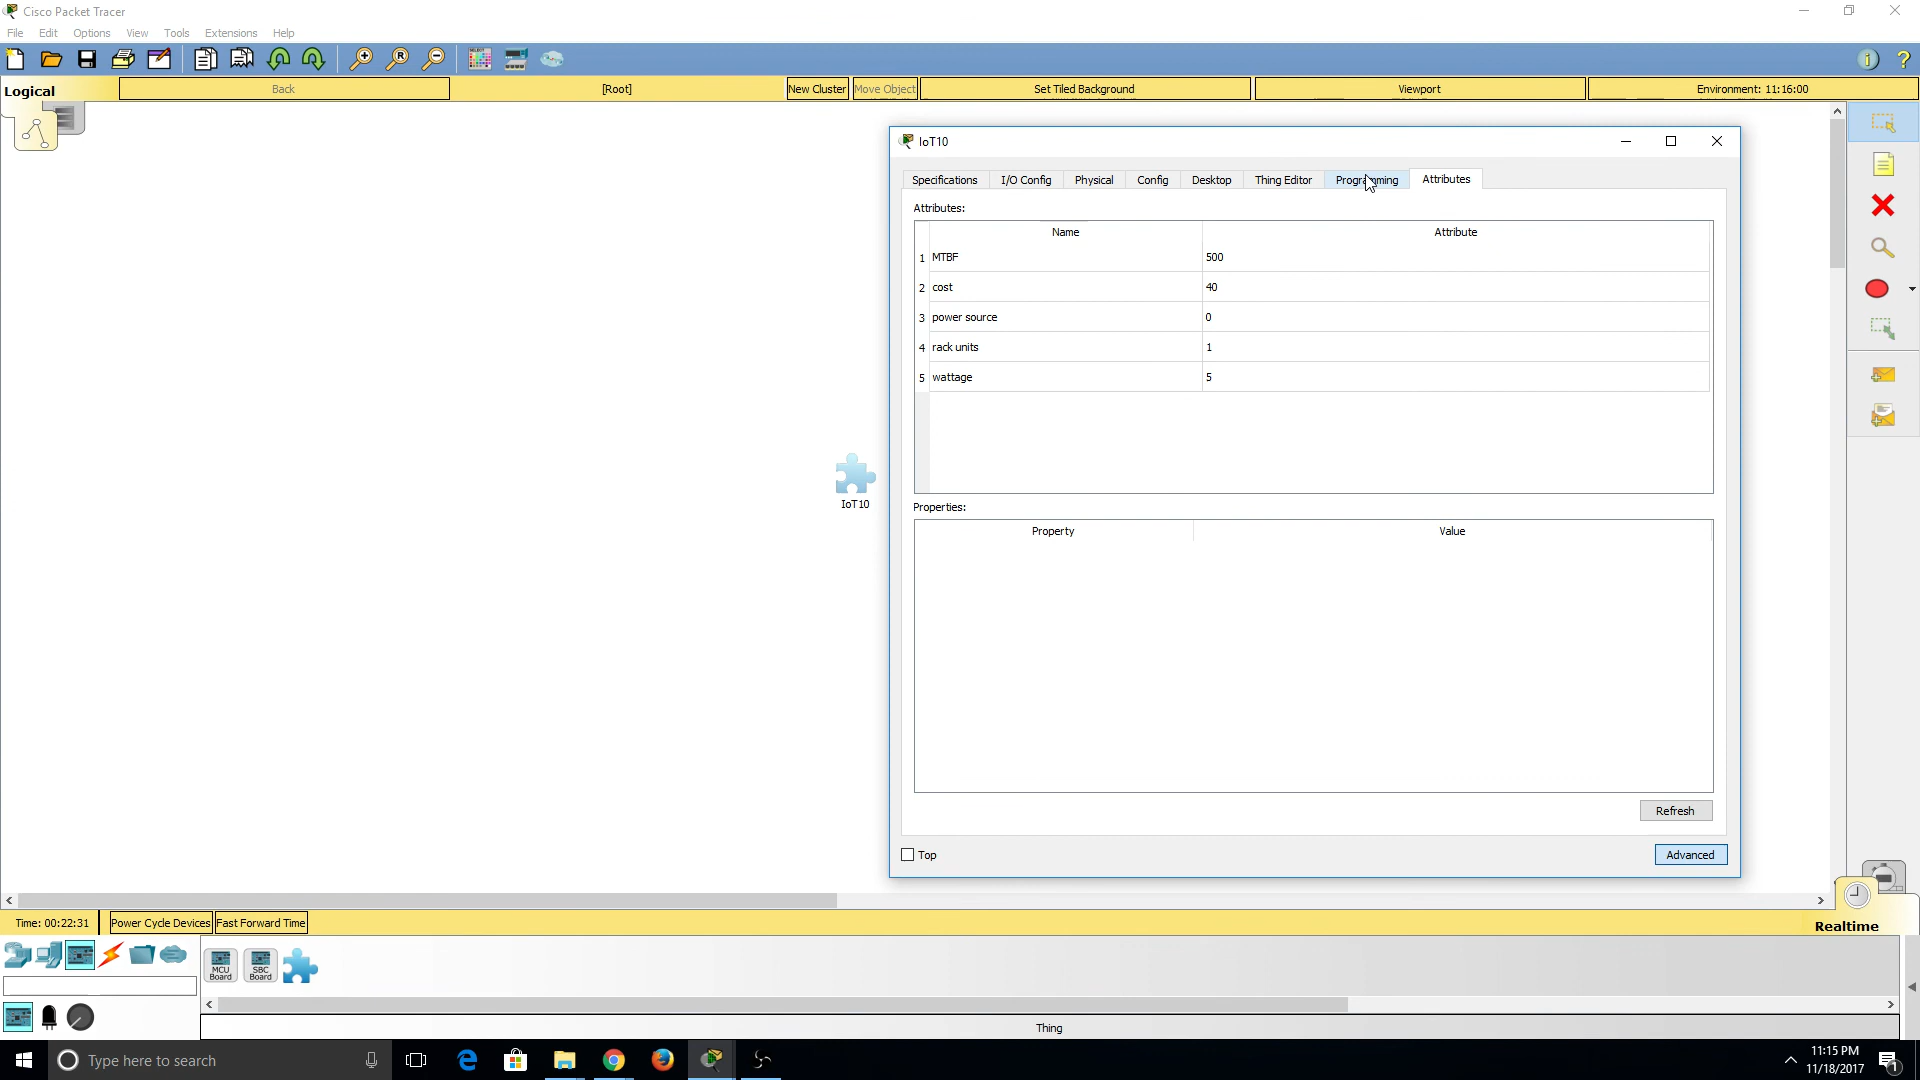 Cisco Packet Tracer
File Edit Options View Tools Extensions Help
Logical Back [Root] New Cluster Move Object Set Tiled Background Viewport Environment: 11:16:00
IoT10
Specifications I/O Config Physical Config Desktop Thing Editor Programming Attributes
Attributes:
Name Attribute
1 MTBF 500
2 cost 40
3 power source 0
4 rack units 1
5 wattage 5
IoT10
Properties:
Property Value
Refresh
Top Advanced
Time: 00:22:31 Power Cycle Devices Fast Forward Time Realtime
MCU Board SBC Board
Thing
Type here to search
11:15 PM
11/18/2017
1